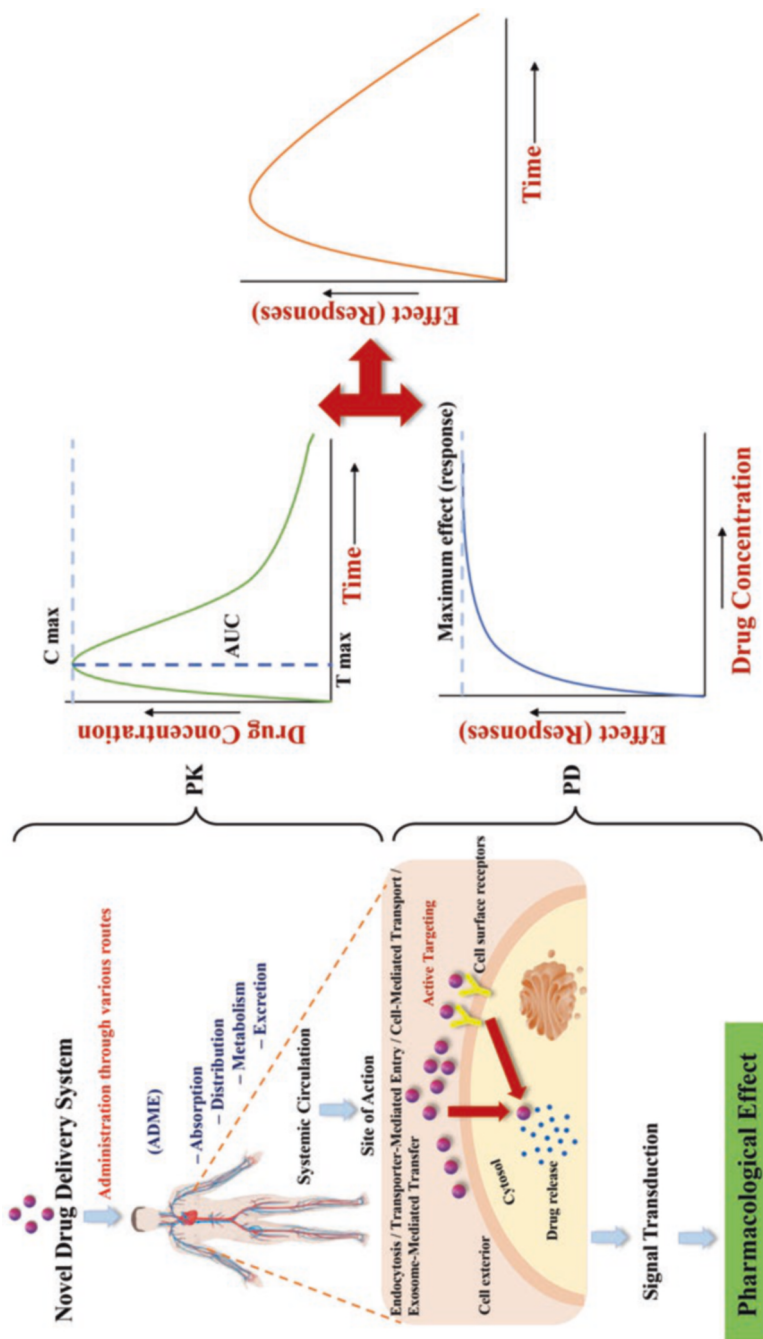 Novel Drug Delivery System
Administration through various routes
(ADME)
–Absorption
– Distribution
– Metabolism
– Excretion
Systemic Circulation
Site of Action
Endocytosis / Transporter-Mediated Entry / Cell-Mediated Transport /
Exosome-Mediated Transfer
Active Targeting
Cell surface receptors
Cell exterior
Cytosol
Drug release
Signal Transduction
Pharmacological Effect
PK
PD
Drug Concentration
C max
AUC
T max
Time
Effect (Responses)
Maximum effect (response)
Drug Concentration
Effect (Responses)
Time